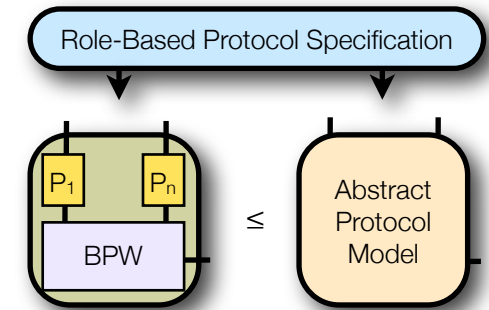 Role-Based Protocol Specification
P₁ Pₙ
BPW
≤
Abstract
Protocol
Model